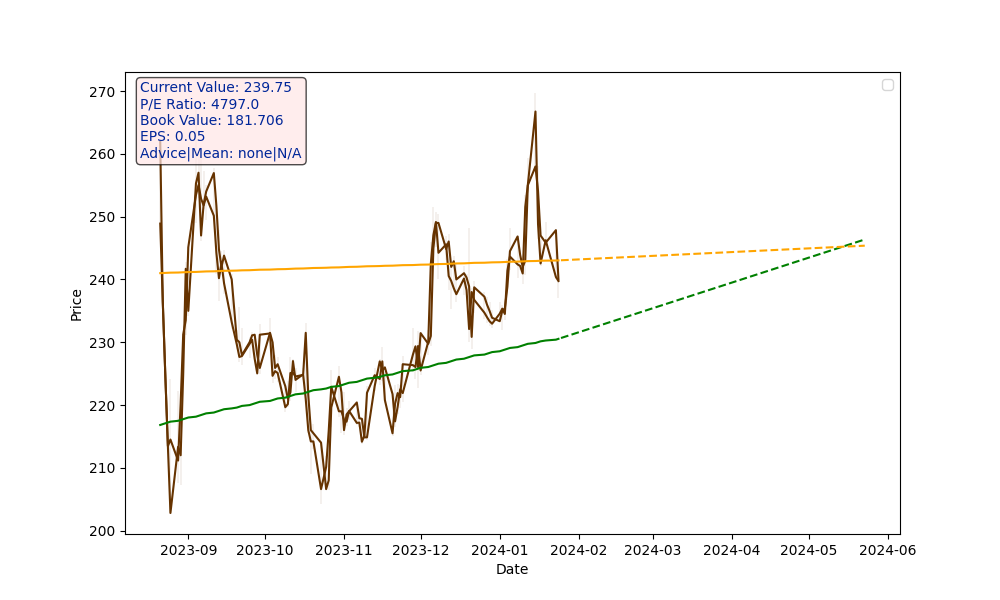 Current Value: 239.75
P/E Ratio: 4797.0
Book Value: 181.706
EPS: 0.05
Advice|Mean: none|N/A
270
260
250
240
230
220
210
200
Price
2023-09
2023-10
2023-11
2023-12
2024-01
2024-02
2024-03
2024-04
2024-05
2024-06
Date